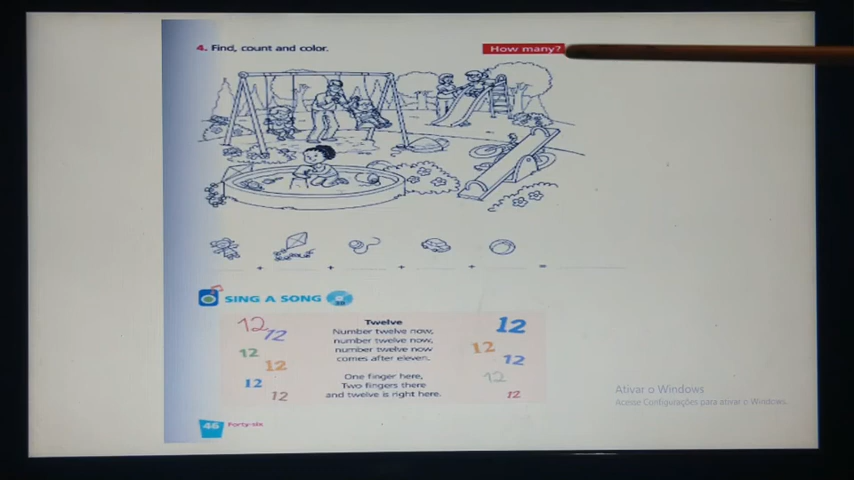 4. Find, count and color.
How many?
+ + + + =
SING A SONG
39
12 12 12 12 12 12
Twelve
Number twelve now,
number twelve now,
number twelve now
comes after eleven.
One finger here,
Two fingers there
and twelve is right here.
12 12 12 12 12
46 Forty-six
Ativar o Windows
Acesse Configurações para ativar o Windows.